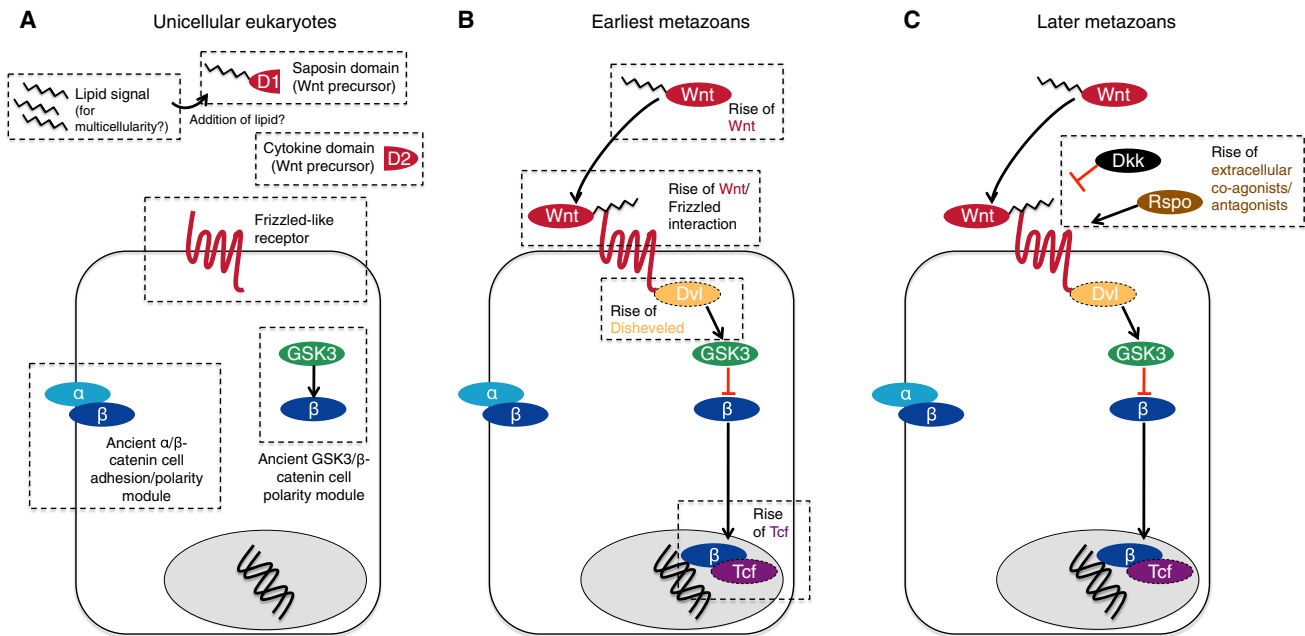 A
Unicellular eukaryotes
Lipid signal
(for
multicellularity?)
Addition of lipid?
D1
Saposin domain
(Wnt precursor)
Cytokine domain
(Wnt precursor)
D2
Frizzled-like
receptor
GSK3
β
Ancient GSK3/β-
catenin cell
polarity module
α
β
Ancient α/β-
catenin cell
adhesion/polarity
module
B
Earliest metazoans
Wnt
Rise of
Wnt
Wnt
Rise of Wnt/
Frizzled
interaction
Dvl
Rise of
Disheveled
GSK3
β
α
β
Rise
of Tcf
β
Tcf
C
Later metazoans
Wnt
Dkk
Rspo
Rise of
extracellular
co-agonists/
antagonists
Wnt
Dvl
GSK3
β
α
β
β
Tcf